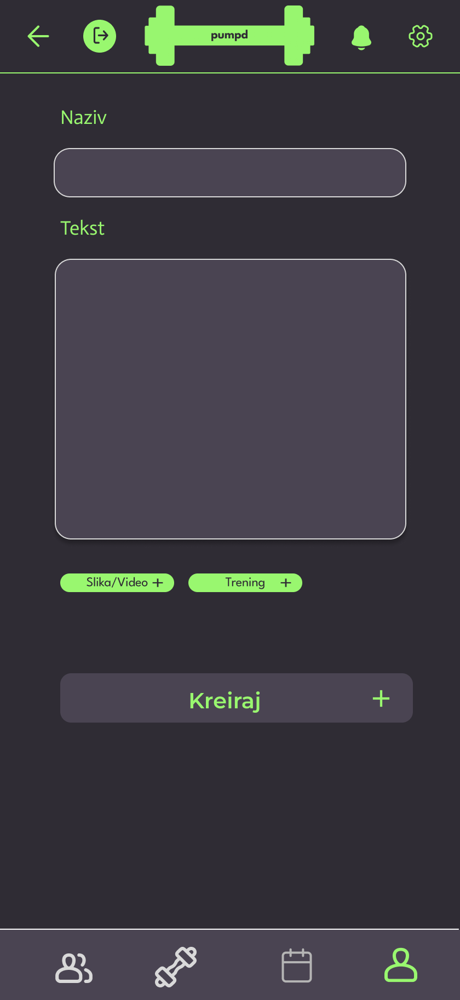 pumpd
Naziv
Tekst
Slika/Video +
Trening +
Kreiraj +